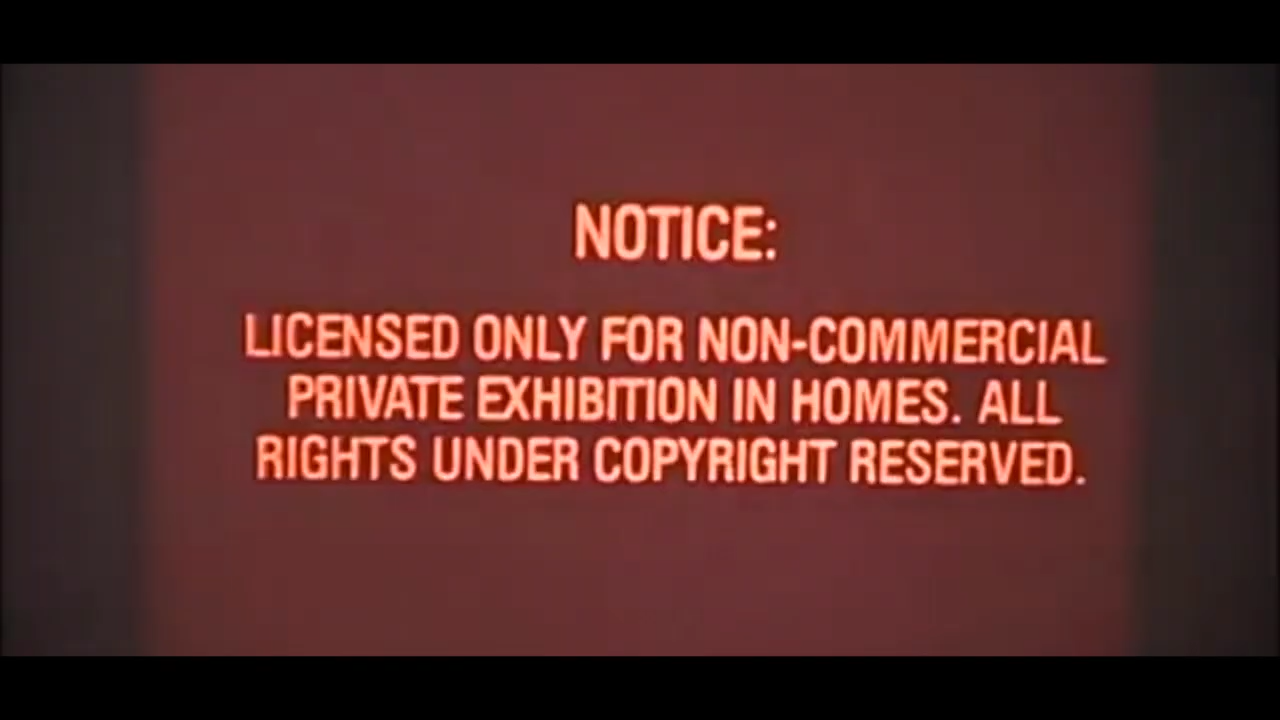 NOTICE:
LICENSED ONLY FOR NON-COMMERCIAL
PRIVATE EXHIBITION IN HOMES. ALL
RIGHTS UNDER COPYRIGHT RESERVED.